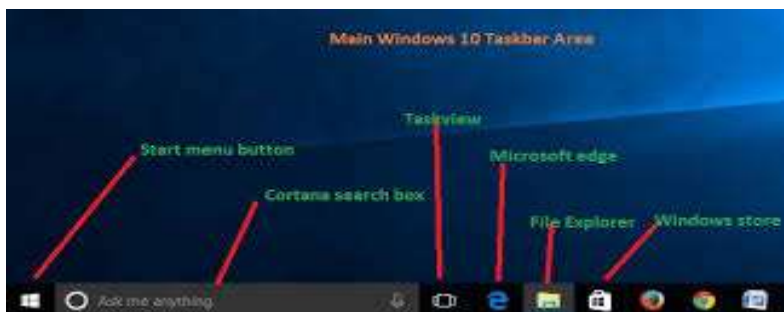 Main Windows 10 Taskbar Area
Taskview
Start menu button
Microsoft edge
Cortana search box
File Explorer
Windows store
Ask me anything